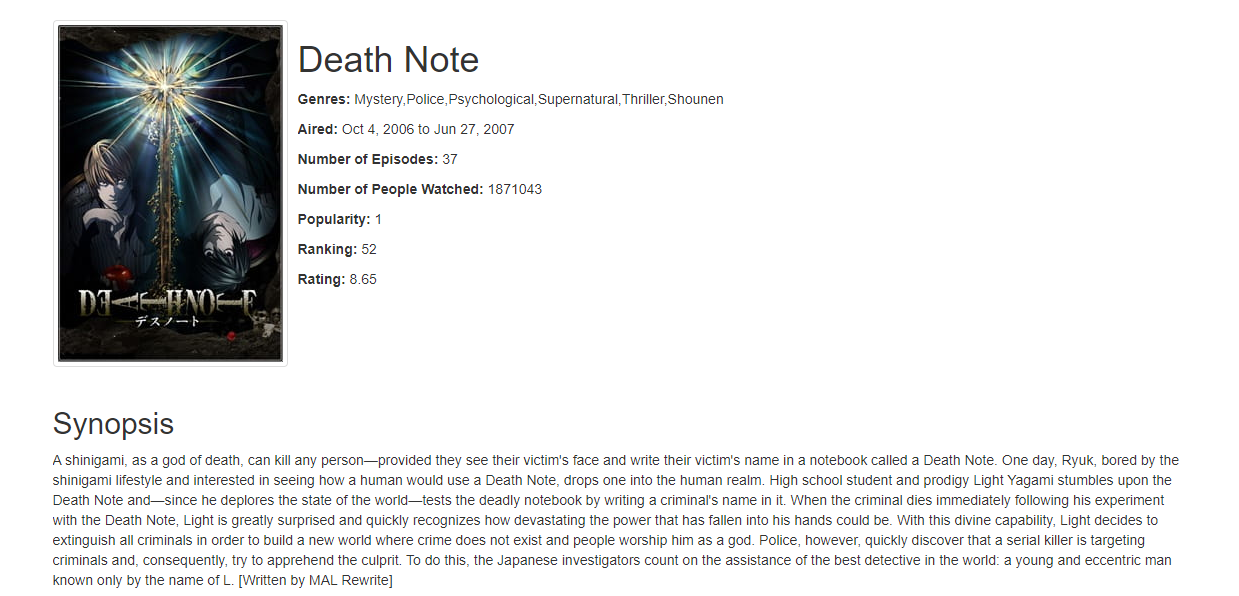 DEATHNOTE
デスノート
Death Note
Genres: Mystery,Police,Psychological,Supernatural,Thriller,Shounen
Aired: Oct 4, 2006 to Jun 27, 2007
Number of Episodes: 37
Number of People Watched: 1871043
Popularity: 1
Ranking: 52
Rating: 8.65
Synopsis
A shinigami, as a god of death, can kill any person—provided they see their victim's face and write their victim's name in a notebook called a Death Note. One day, Ryuk, bored by the
shinigami lifestyle and interested in seeing how a human would use a Death Note, drops one into the human realm. High school student and prodigy Light Yagami stumbles upon the
Death Note and—since he deplores the state of the world—tests the deadly notebook by writing a criminal's name in it. When the criminal dies immediately following his experiment
with the Death Note, Light is greatly surprised and quickly recognizes how devastating the power that has fallen into his hands could be. With this divine capability, Light decides to
extinguish all criminals in order to build a new world where crime does not exist and people worship him as a god. Police, however, quickly discover that a serial killer is targeting
criminals and, consequently, try to apprehend the culprit. To do this, the Japanese investigators count on the assistance of the best detective in the world: a young and eccentric man
known only by the name of L. [Written by MAL Rewrite]